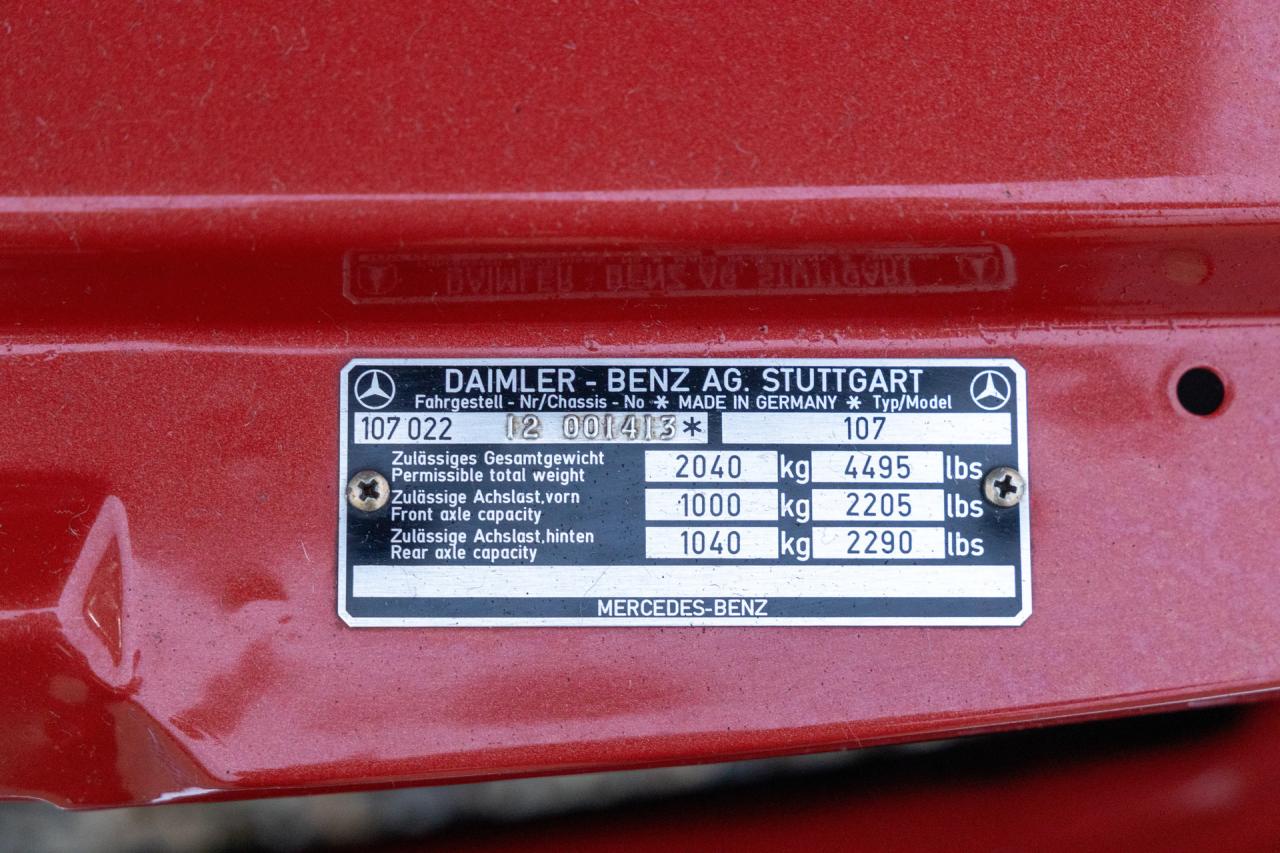 DAIMLER - BENZ AG. STUTTGART
Fahrgestell - Nr/Chassis - No * MADE IN GERMANY * Typ/Model
107 022 12 001413 * 107
Zulässiges Gesamtgewicht
Permissible total weight
2040 kg 4495 lbs
Zulässige Achslast,vorn
Front axle capacity
1000 kg 2205 lbs
Zulässige Achslast,hinten
Rear axle capacity
1040 kg 2290 lbs
MERCEDES-BENZ